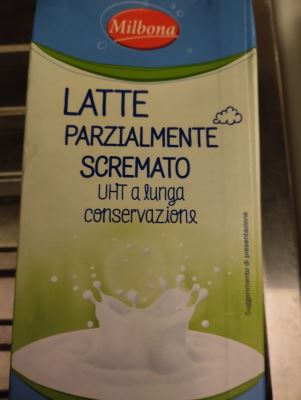 Milbona
LATTE
PARZIALMENTE
SCREMATO
UHT a lunga
conservazione
Suggerimento di presentazione